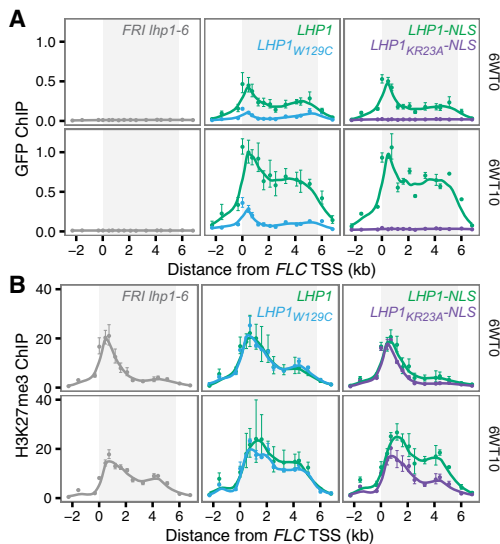 A
FRI lhp1-6
LHP1
LHP1W129C
LHP1-NLS
LHP1KR23A-NLS
6WT0
1.0
0.5
0.0
GFP ChIP
6WT10
1.0
0.5
0.0
−2 0 2 4 6 −2 0 2 4 6 −2 0 2 4 6
Distance from FLC TSS (kb)
B
FRI lhp1-6
LHP1
LHP1W129C
LHP1-NLS
LHP1KR23A-NLS
6WT0
40
20
0
H3K27me3 ChIP
6WT10
40
20
0
−2 0 2 4 6 −2 0 2 4 6 −2 0 2 4 6
Distance from FLC TSS (kb)